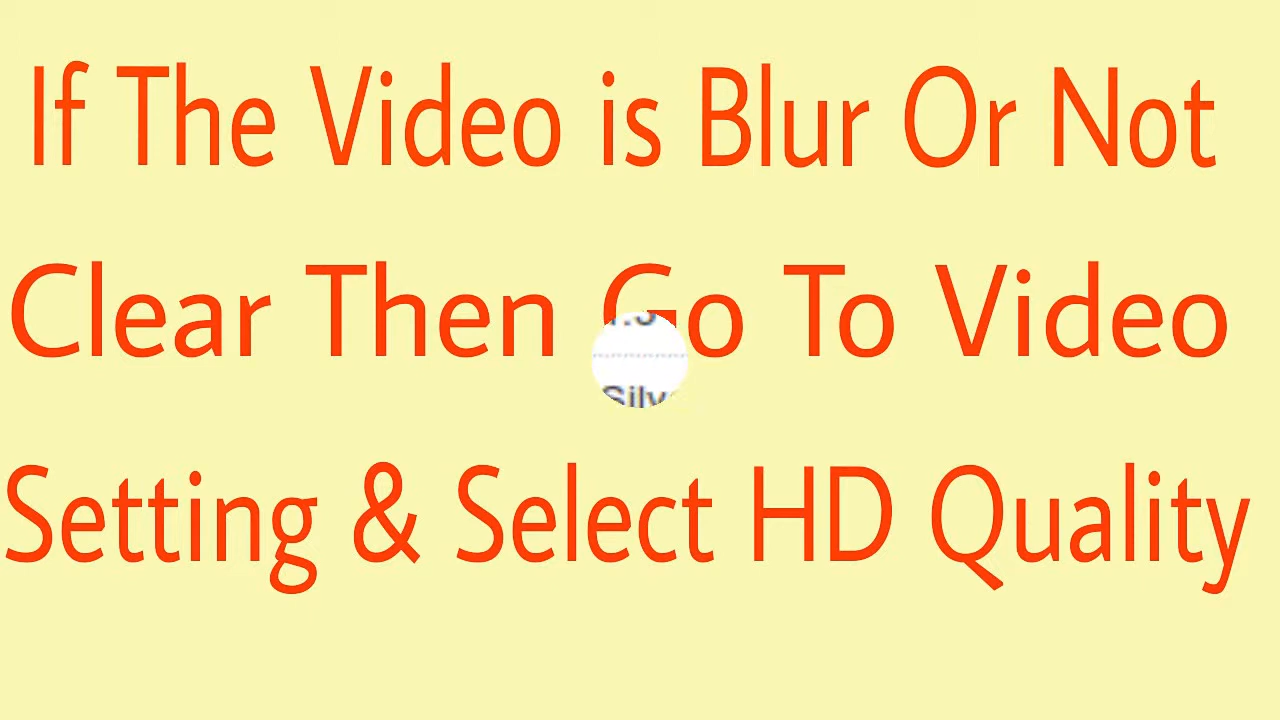 If The Video is Blur Or Not
Clear Then Go To Video
Setting & Select HD Quality